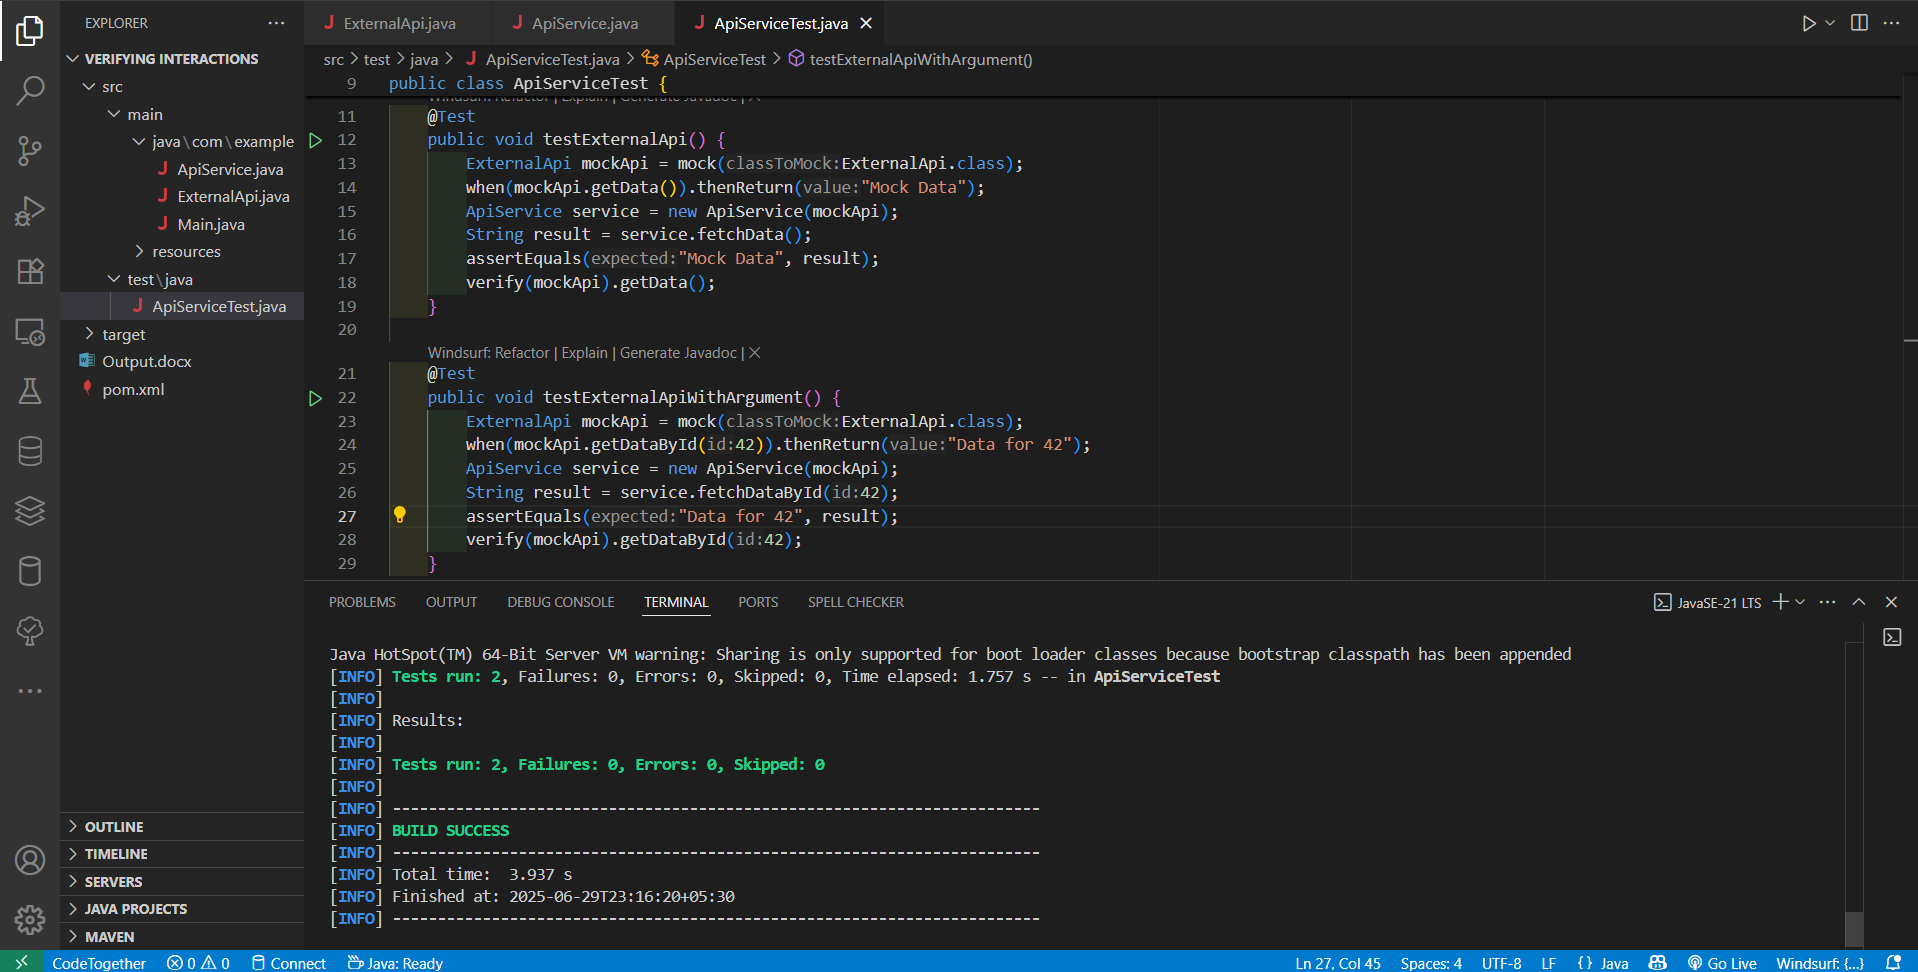 EXPLORER
VERIFYING INTERACTIONS
src
main
java\com\example
ApiService.java
ExternalApi.java
Main.java
resources
test\java
ApiServiceTest.java
target
Output.docx
pom.xml
OUTLINE
TIMELINE
SERVERS
JAVA PROJECTS
MAVEN
ExternalApi.java
ApiService.java
ApiServiceTest.java
src > test > java > ApiServiceTest.java > ApiServiceTest > testExternalApiWithArgument()
9 public class ApiServiceTest {
Windsurf: Refactor | Explain | Generate Javadoc | X
11 @Test
12 public void testExternalApi() {
13 ExternalApi mockApi = mock(classToMock:ExternalApi.class);
14 when(mockApi.getData()).thenReturn(value:"Mock Data");
15 ApiService service = new ApiService(mockApi);
16 String result = service.fetchData();
17 assertEquals(expected:"Mock Data", result);
18 verify(mockApi).getData();
19 }
20
Windsurf: Refactor | Explain | Generate Javadoc | X
21 @Test
22 public void testExternalApiWithArgument() {
23 ExternalApi mockApi = mock(classToMock:ExternalApi.class);
24 when(mockApi.getDataById(id:42)).thenReturn(value:"Data for 42");
25 ApiService service = new ApiService(mockApi);
26 String result = service.fetchDataById(id:42);
27 assertEquals(expected:"Data for 42", result);
28 verify(mockApi).getDataById(id:42);
29 }
PROBLEMS OUTPUT DEBUG CONSOLE TERMINAL PORTS SPELL CHECKER
JavaSE-21 LTS
Java HotSpot(TM) 64-Bit Server VM warning: Sharing is only supported for boot loader classes because bootstrap classpath has been appended
[INFO] Tests run: 2, Failures: 0, Errors: 0, Skipped: 0, Time elapsed: 1.757 s -- in ApiServiceTest
[INFO]
[INFO] Results:
[INFO]
[INFO] Tests run: 2, Failures: 0, Errors: 0, Skipped: 0
[INFO]
[INFO] ------------------------------------------------------------------------
[INFO] BUILD SUCCESS
[INFO] ------------------------------------------------------------------------
[INFO] Total time:  3.937 s
[INFO] Finished at: 2025-06-29T23:16:20+05:30
[INFO] ------------------------------------------------------------------------
CodeTogether 0 0 Connect Java: Ready Ln 27, Col 45 Spaces: 4 UTF-8 LF {} Java Go Live Windsurf: {...}